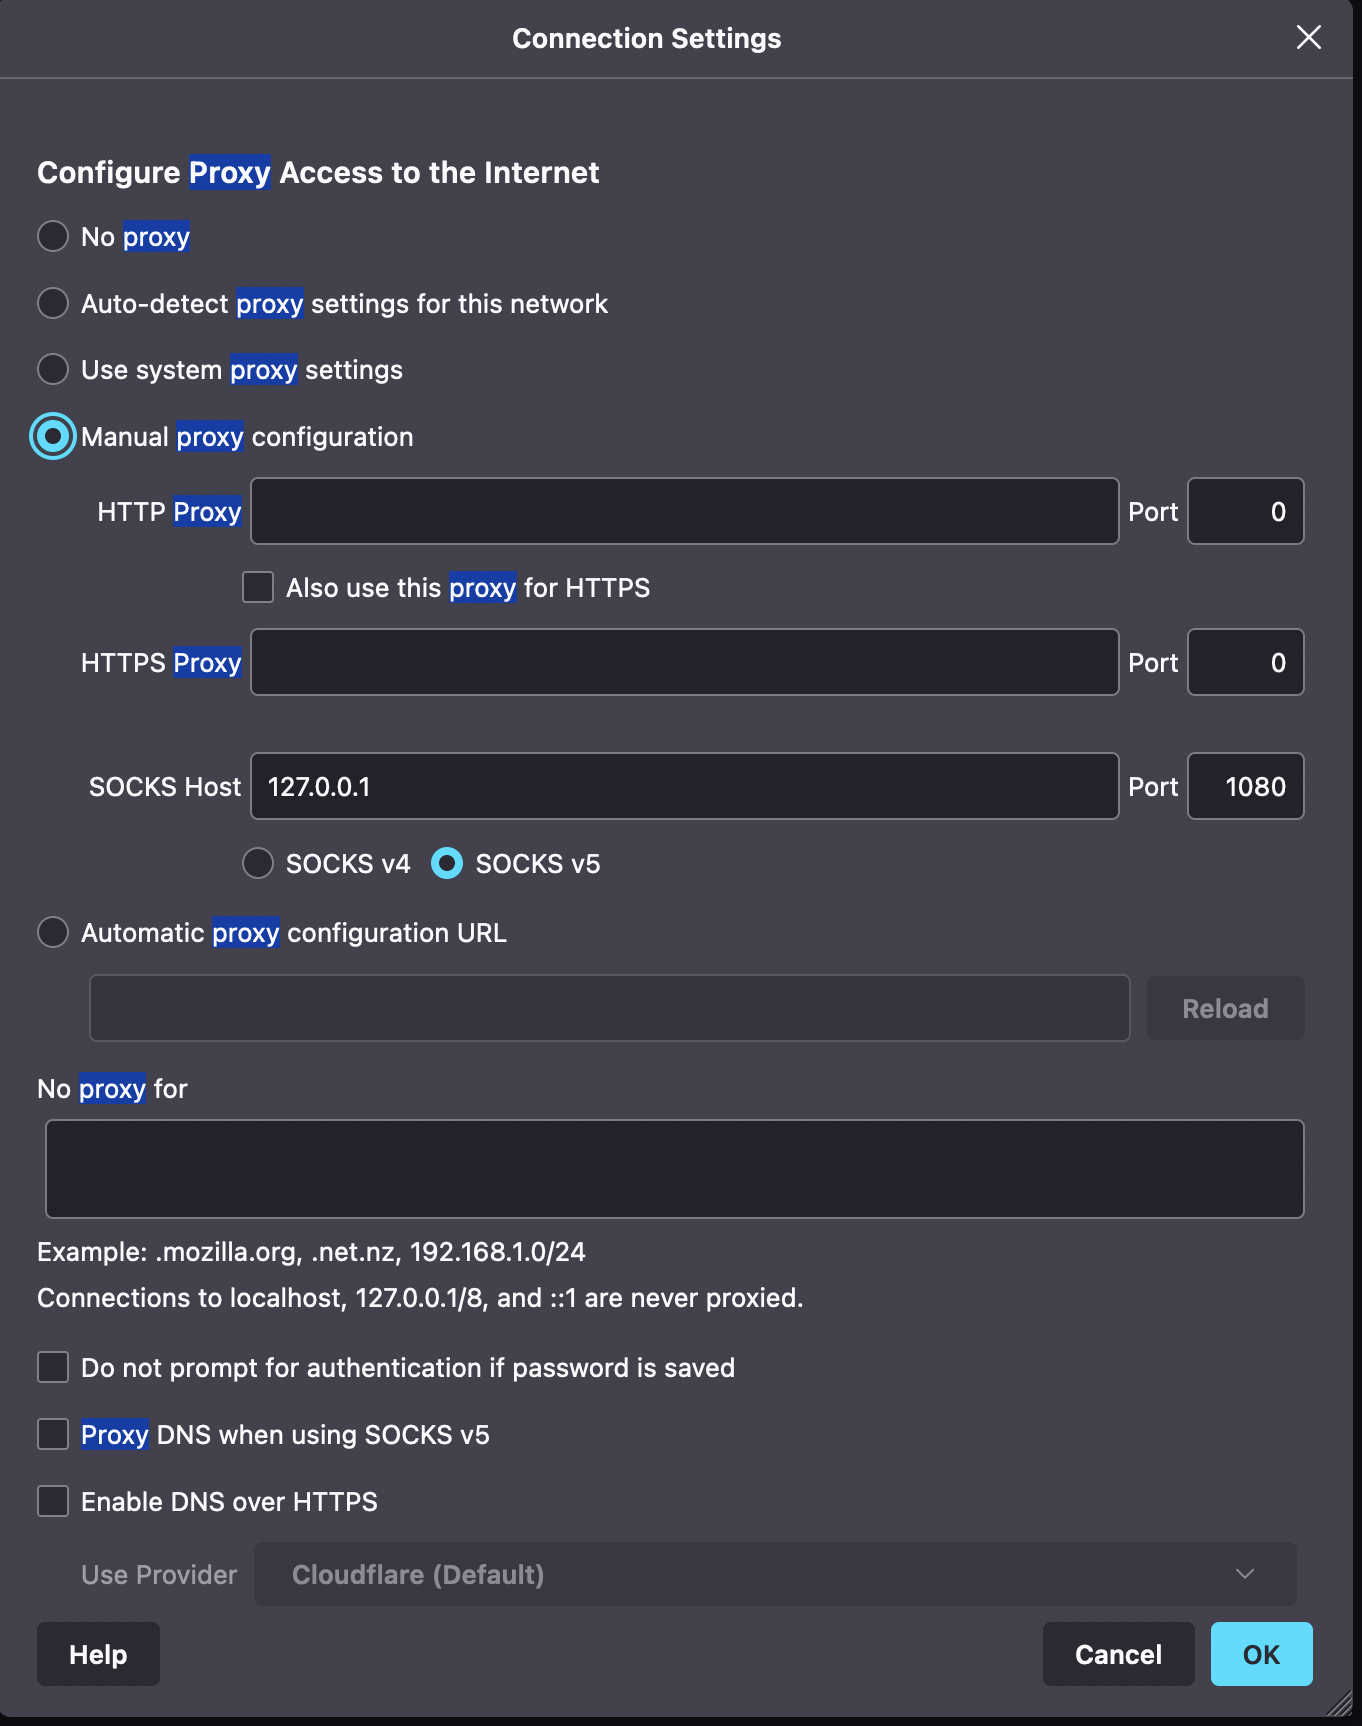 Connection Settings
Configure Proxy Access to the Internet
No proxy
Auto-detect proxy settings for this network
Use system proxy settings
Manual proxy configuration
HTTP Proxy Port 0
Also use this proxy for HTTPS
HTTPS Proxy Port 0
SOCKS Host 127.0.0.1 Port 1080
SOCKS v4 SOCKS v5
Automatic proxy configuration URL
Reload
No proxy for
Example: .mozilla.org, .net.nz, 192.168.1.0/24
Connections to localhost, 127.0.0.1/8, and ::1 are never proxied.
Do not prompt for authentication if password is saved
Proxy DNS when using SOCKS v5
Enable DNS over HTTPS
Use Provider Cloudflare (Default)
Help Cancel OK